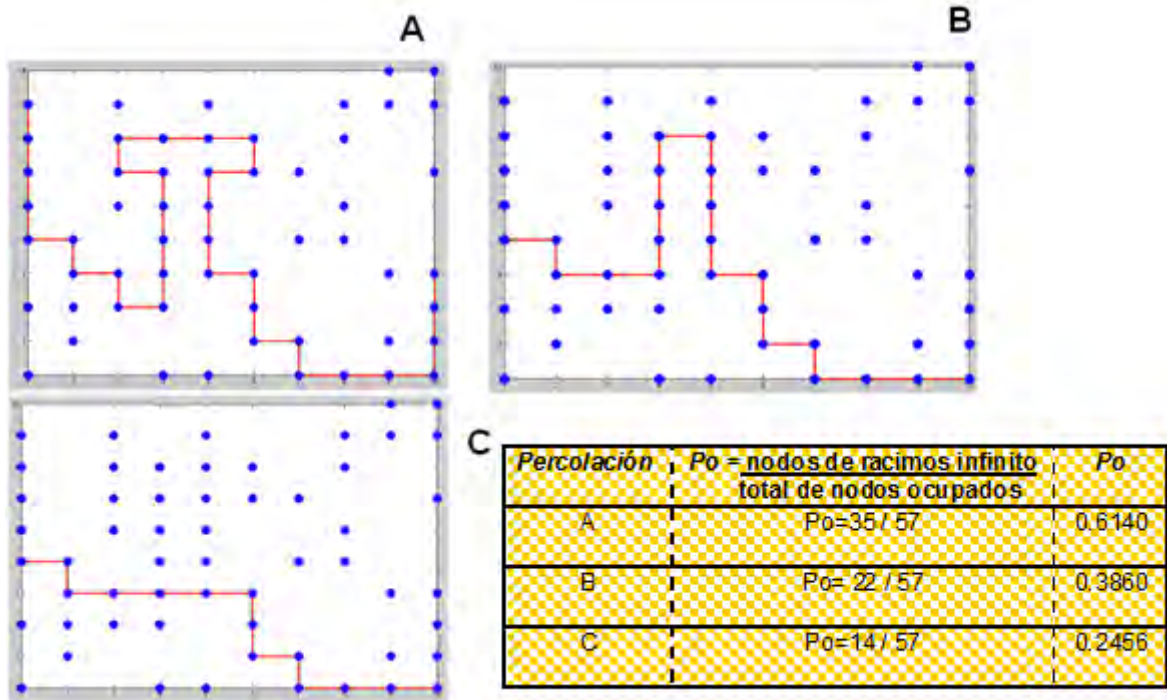 A
B
C
Percolación Po = nodos de racimos infinito Po
total de nodos ocupados
A Po=35 / 57 0.6140
B Po= 22 / 57 0.3860
C Po=14 / 57 0.2456